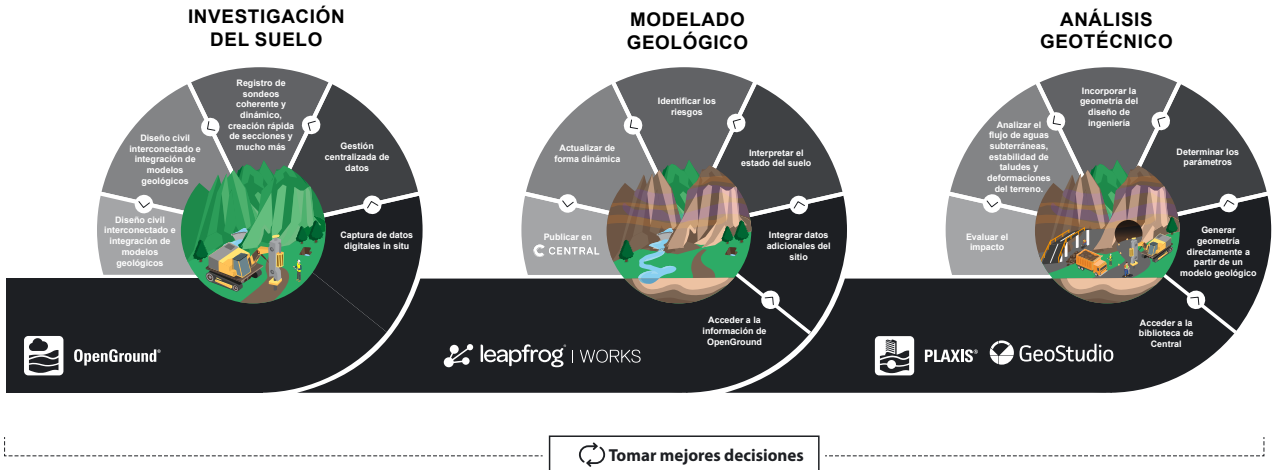 INVESTIGACIÓN
DEL SUELO
Registro de
sondeos
coherente y
dinámico,
creación rápida
de secciones y
mucho más
Diseño civil
interconectado e
integración de
modelos
geológicos
Gestión
centralizada de
datos
Diseño civil
interconectado e
integración de
modelos
geológicos
Captura de datos
digitales in situ
OpenGround®
MODELADO
GEOLÓGICO
Identificar los
riesgos
Actualizar de
forma dinámica
Interpretar el
estado del suelo
Publicar en
CENTRAL
Integrar datos
adicionales del
sitio
Acceder a la
información de
OpenGround
leapfrog® | WORKS
ANÁLISIS
GEOTÉCNICO
Incorporar la
geometría del
diseño de
ingeniería
Analizar el
flujo de aguas
subterráneas,
estabilidad de
taludes y
deformaciones
del terreno.
Determinar los
parámetros
Evaluar el
impacto
Generar
geometría
directamente a
partir de un
modelo geológico
Acceder a la
biblioteca de
Central
PLAXIS® GeoStudio
Tomar mejores decisiones